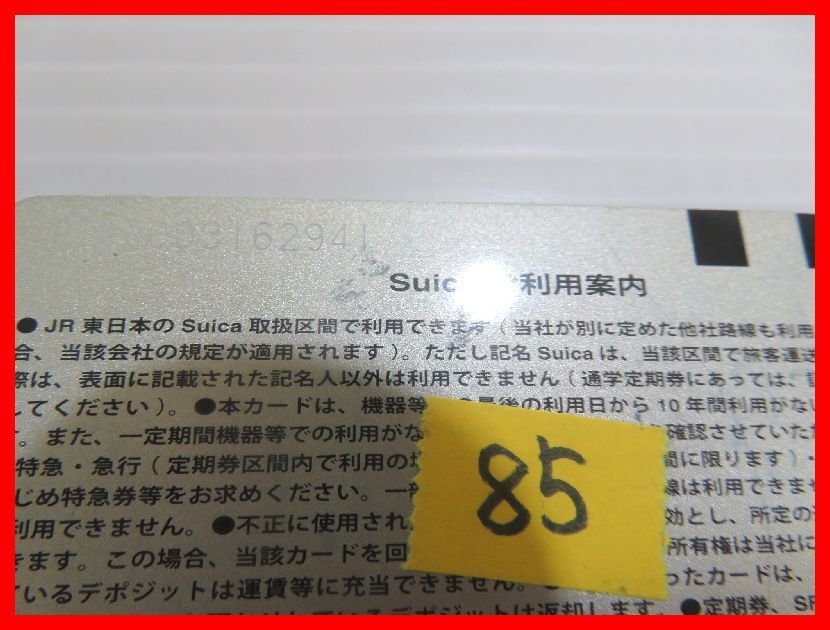 00316294
Suica ご利用案内
●JR東日本のSuica取扱区間で利用できます(当社が別に定めた他社路線も利用
合、当該会社の規定が適用されます)。ただし記名Suicaは、当該区間で旅客運送
際は、表面に記載された記名人以外は利用できません(通学定期券にあっては、
してください)。●本カードは、機器等 最後の利用日から10年間利用がな
す。また、一定期間機器等での利用がな 確認させていた
特急・急行(定期券区間内で利用の場 間に限ります)・
じめ特急券等をお求めください。一 線は利用できま
85
利用できません。●不正に使用され 効とし、所定の
きます。この場合、当該カードを回 所有権は当社に
ているデポジットは運賃等に充当できません。● ったカードは、
デポジットは返却します。●定期券、SF